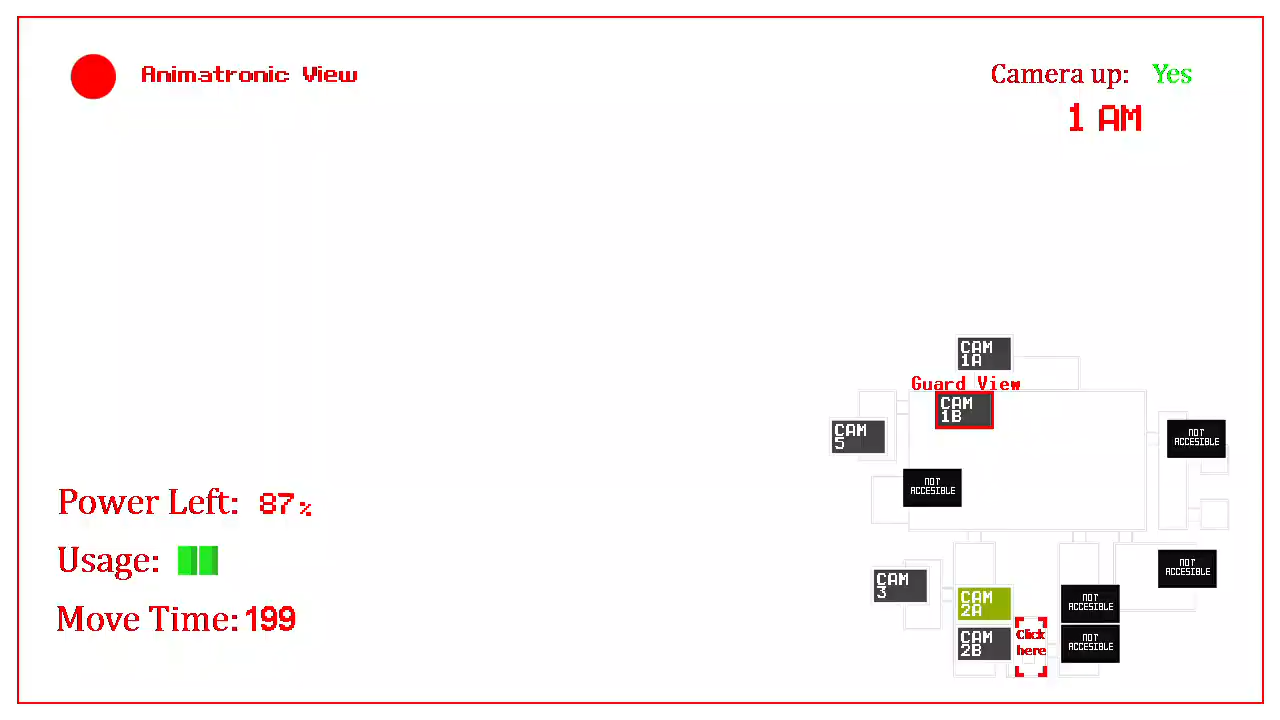 Animatronic View
Camera up: Yes
1 AM
CAM
1A
Guard View
CAM
1B
CAM
5
NOT
ACCESIBLE
NOT
ACCESIBLE
Power Left: 87%
Usage:
Move Time: 199
NOT
ACCESIBLE
CAM
3
CAM
2A
NOT
ACCESIBLE
CAM
2B
Click
here
NOT
ACCESIBLE